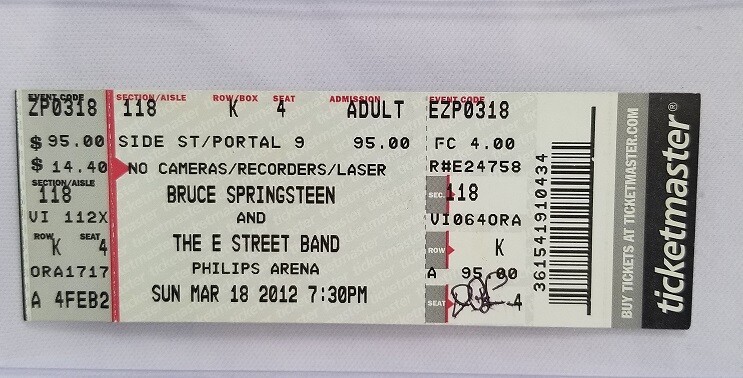 EVENT CODE
ZP0318
$ 95.00
$ 14.40
SECTION/AISLE
118
VI 112X
ROW SEAT
K 4
ORA1717
A 4FEB2
SECTION/AISLE ROW/BOX SEAT ADMISSION
118 K 4 ADULT
SIDE ST/PORTAL 9 95.00
NO CAMERAS/RECORDERS/LASER
BRUCE SPRINGSTEEN
AND
THE E STREET BAND
PHILIPS ARENA
SUN MAR 18 2012 7:30PM
EVENT CODE
EZP0318
FC 4.00
R#E24758
SEC. 118
VI064ORA
ROW K
A 95.00
SEAT 4
361541910434
BUY TICKETS AT TICKETMASTER.COM
ticketmaster®